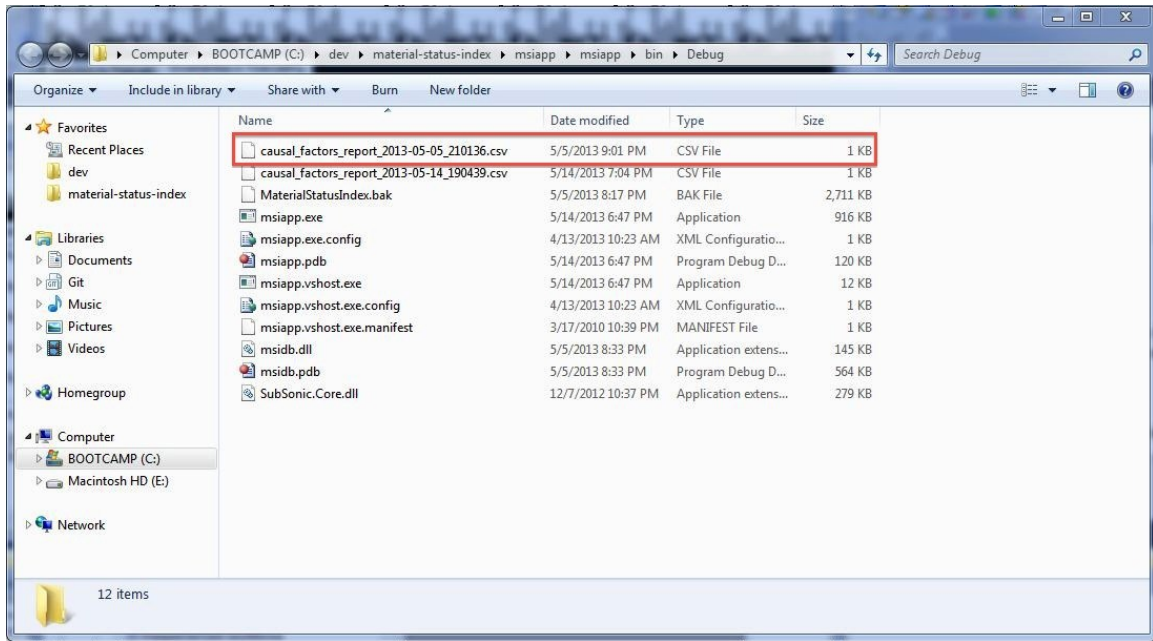 Computer ▸ BOOTCAMP (C:) ▸ dev ▸ material-status-index ▸ msiapp ▸ msiapp ▸ bin ▸ Debug
Search Debug
Organize Include in library Share with Burn New folder
Favorites
Recent Places
dev
material-status-index
Libraries
Documents
Git
Music
Pictures
Videos
Homegroup
Computer
BOOTCAMP (C:)
Macintosh HD (E:)
Network
Name Date modified Type Size
causal_factors_report_2013-05-05_210136.csv 5/5/2013 9:01 PM CSV File 1 KB
causal_factors_report_2013-05-14_190439.csv 5/14/2013 7:04 PM CSV File 1 KB
MaterialStatusIndex.bak 5/5/2013 8:17 PM BAK File 2,711 KB
msiapp.exe 5/14/2013 6:47 PM Application 916 KB
msiapp.exe.config 4/13/2013 10:23 AM XML Configuratio... 1 KB
msiapp.pdb 5/14/2013 6:47 PM Program Debug D... 120 KB
msiapp.vshost.exe 5/14/2013 6:47 PM Application 12 KB
msiapp.vshost.exe.config 4/13/2013 10:23 AM XML Configuratio... 1 KB
msiapp.vshost.exe.manifest 3/17/2010 10:39 PM MANIFEST File 1 KB
msidb.dll 5/5/2013 8:33 PM Application extens... 145 KB
msidb.pdb 5/5/2013 8:33 PM Program Debug D... 564 KB
SubSonic.Core.dll 12/7/2012 10:37 PM Application extens... 279 KB
12 items